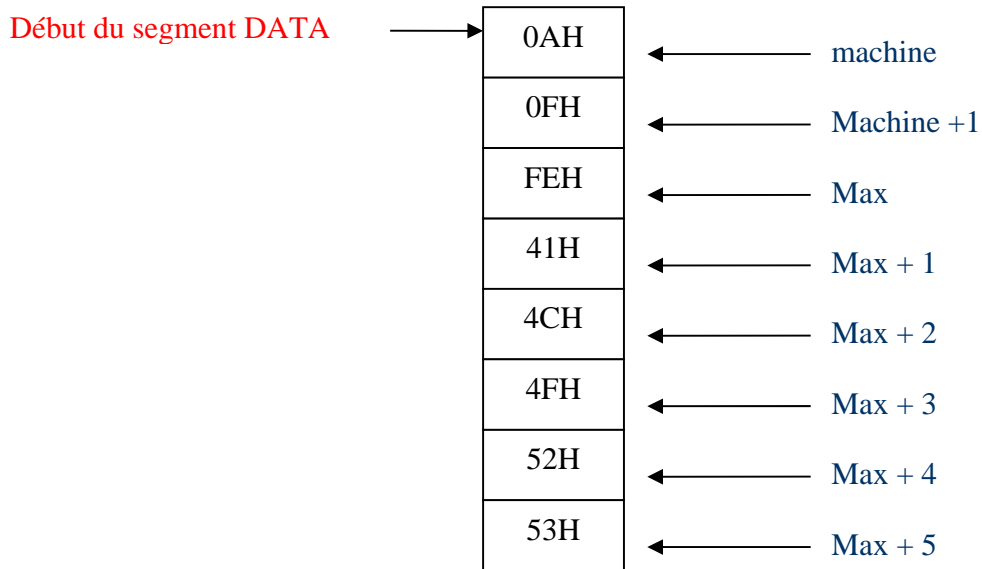 Début du segment DATA
0AH
machine
0FH
Machine +1
FEH
Max
41H
Max + 1
4CH
Max + 2
4FH
Max + 3
52H
Max + 4
53H
Max + 5